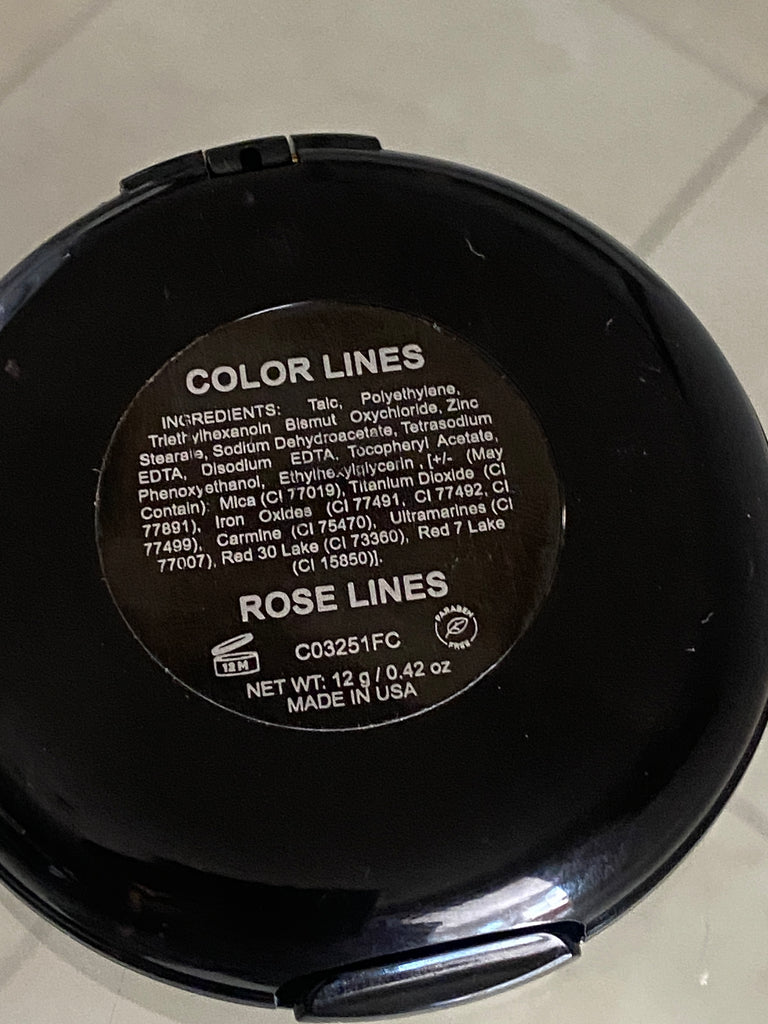 COLOR LINES
INGREDIENTS: Talc, Polyethylene,
Triethylhexanoin Bismut Oxychloride, Zinc
Stearate, Sodium Dehydroacetate, Tetrasodium
EDTA, Disodium EDTA, Tocopheryl Acetate,
Phenoxyethanol, Ethylhexylglycerin , [+/- (May
Contain): Mica (CI 77019), Titanium Dioxide (CI
77891), Iron Oxides (CI 77491, CI 77492, CI
77499), Carmine (CI 75470), Ultramarines (CI
77007), Red 30 Lake (CI 73360), Red 7 Lake
(CI 15850)].
ROSE LINES
12 M
C03251FC
PARABEN
FREE
NET WT: 12 g / 0.42 oz
MADE IN USA